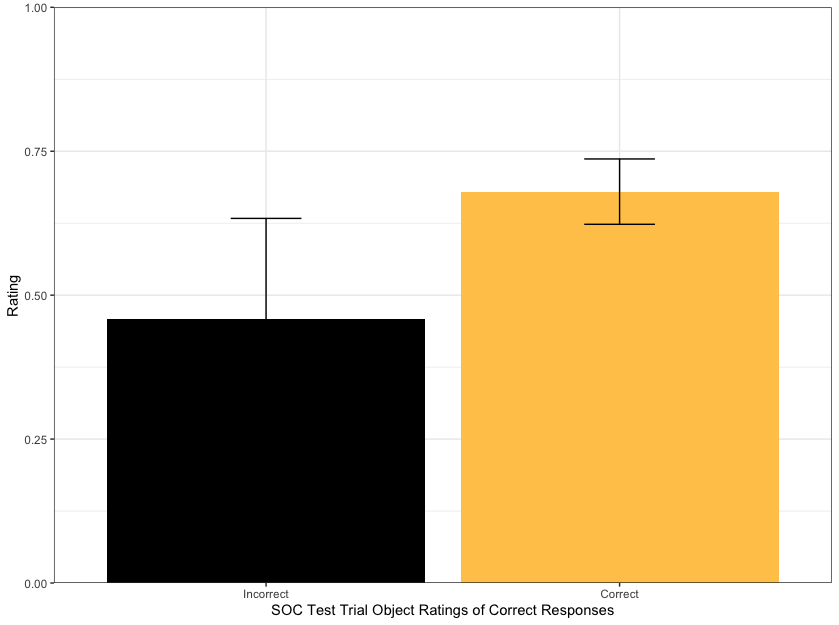 1.00
0.75
0.50
0.25
0.00
Rating
Incorrect
Correct
SOC Test Trial Object Ratings of Correct Responses